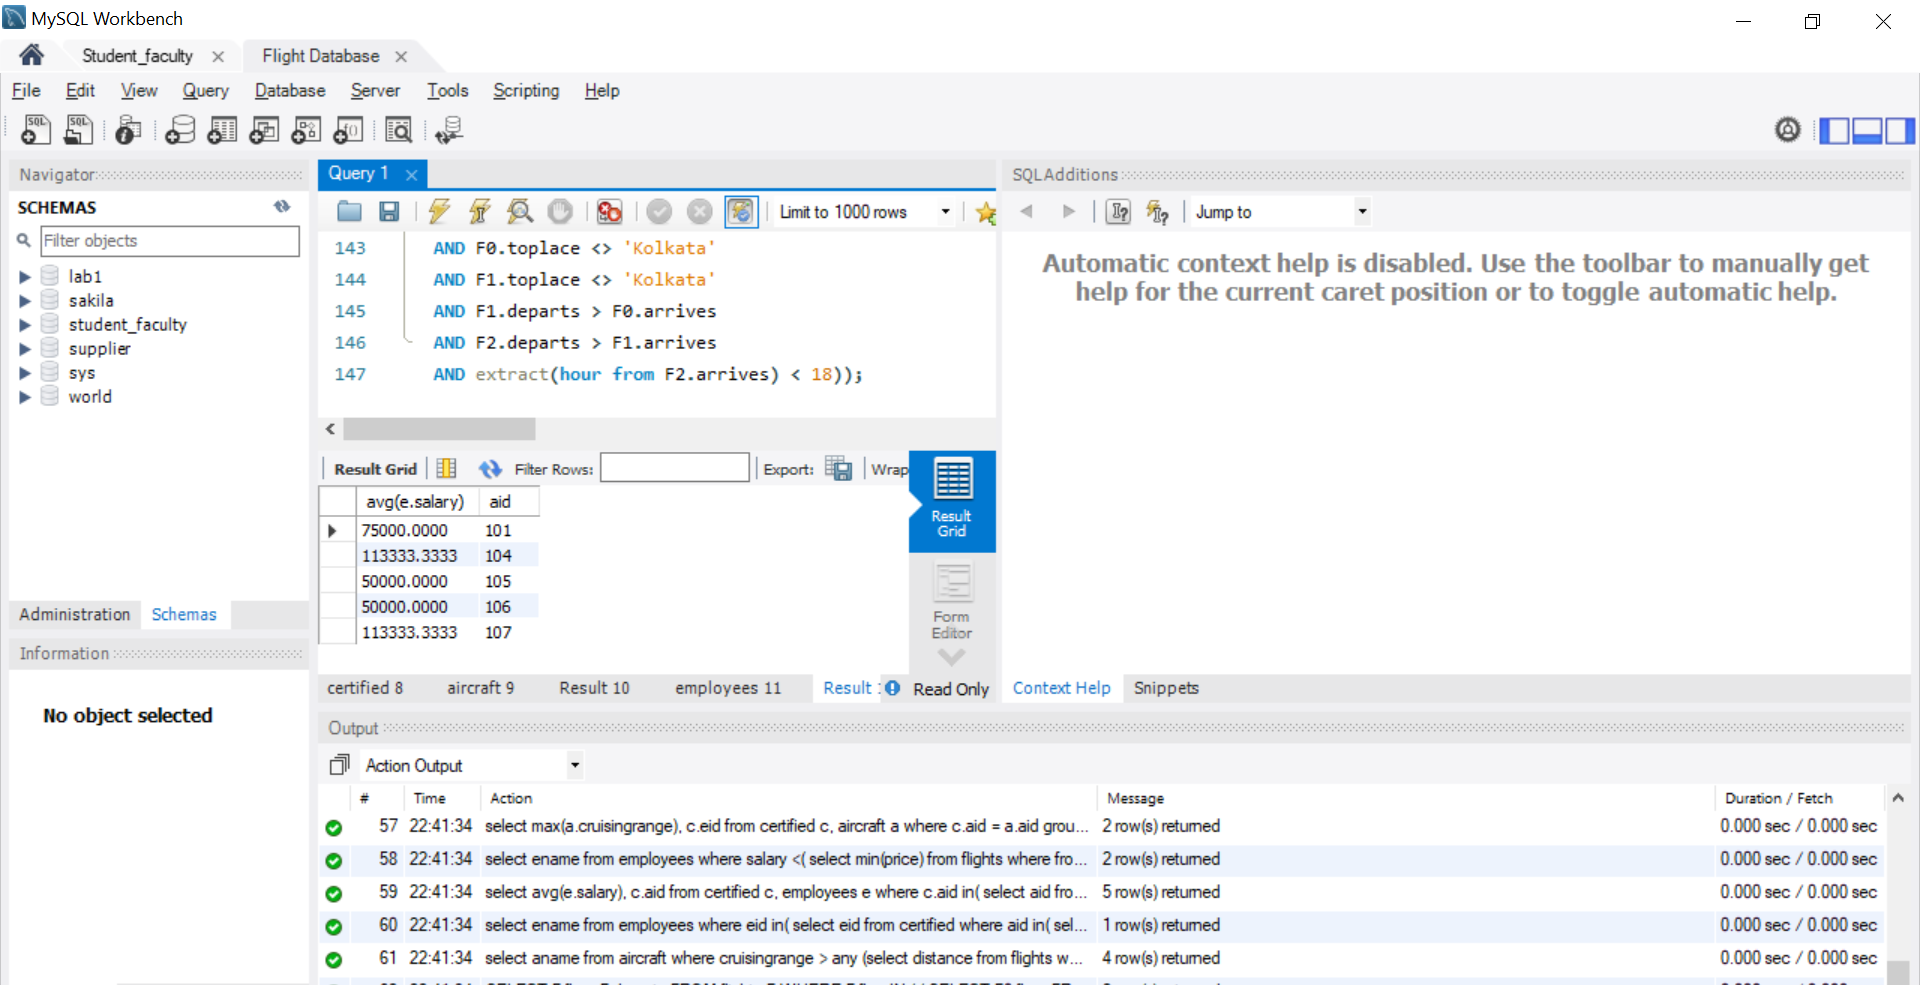 MySQL Workbench
Student_faculty
Flight Database
File Edit View Query Database Server Tools Scripting Help
Navigator
SCHEMAS
Filter objects
lab1
sakila
student_faculty
supplier
sys
world
Administration Schemas
Information
No object selected
Query 1
Limit to 1000 rows
143 AND F0.toplace <> 'Kolkata'
144 AND F1.toplace <> 'Kolkata'
145 AND F1.departs > F0.arrives
146 AND F2.departs > F1.arrives
147 AND extract(hour from F2.arrives) < 18));
Result Grid Filter Rows: Export: Wrap
avg(e.salary) aid
75000.0000 101
113333.3333 104
50000.0000 105
50000.0000 106
113333.3333 107
Result
Grid
Form
Editor
certified 8 aircraft 9 Result 10 employees 11 Result Read Only
SQLAdditions
Jump to
Automatic context help is disabled. Use the toolbar to manually get
help for the current caret position or to toggle automatic help.
Context Help Snippets
Output
Action Output
# Time Action Message Duration / Fetch
57 22:41:34 select max(a.cruisingrange), c.eid from certified c, aircraft a where c.aid = a.aid grou... 2 row(s) returned 0.000 sec / 0.000 sec
58 22:41:34 select ename from employees where salary <( select min(price) from flights where fro... 2 row(s) returned 0.000 sec / 0.000 sec
59 22:41:34 select avg(e.salary), c.aid from certified c, employees e where c.aid in( select aid fro... 5 row(s) returned 0.000 sec / 0.000 sec
60 22:41:34 select ename from employees where eid in( select eid from certified where aid in( sel... 1 row(s) returned 0.000 sec / 0.000 sec
61 22:41:34 select aname from aircraft where cruisingrange > any (select distance from flights w... 4 row(s) returned 0.000 sec / 0.000 sec